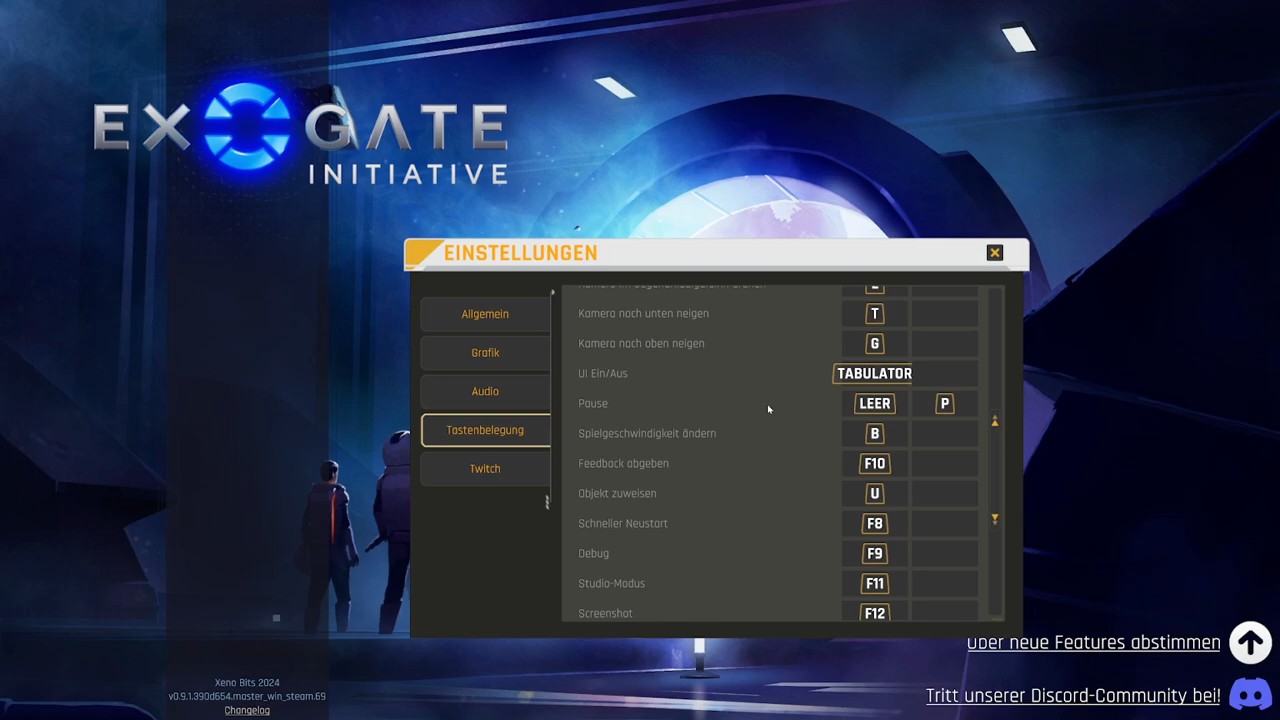 EXOGATE
INITIATIVE
EINSTELLUNGEN
Allgemein
Grafik
Audio
Tastenbelegung
Twitch
Kamera nach unten neigen T
Kamera nach oben neigen G
UI Ein/Aus TABULATOR
Pause LEER P
Spielgeschwindigkeit ändern B
Feedback abgeben F10
Objekt zuweisen U
Schneller Neustart F8
Debug F9
Studio-Modus F11
Screenshot F12
Über neue Features abstimmen
Tritt unserer Discord-Community bei!
Xeno Bits 2024
v0.9.1.390d654.master_win_steam.69
Changelog